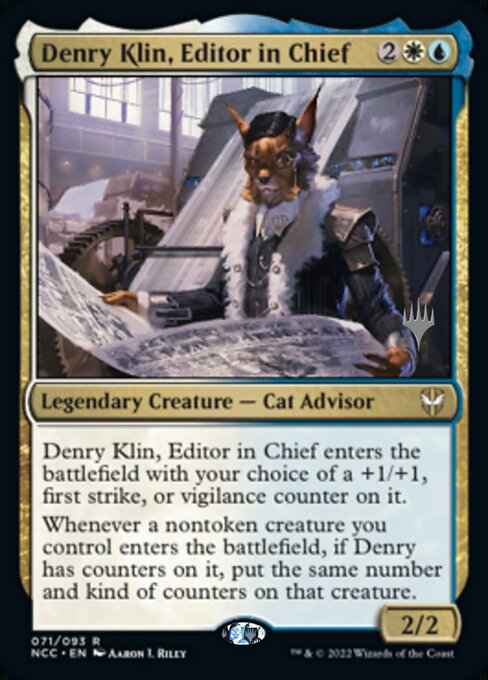 Denry Klin, Editor in Chief 2
Legendary Creature — Cat Advisor
Denry Klin, Editor in Chief enters the
battlefield with your choice of a +1/+1,
first strike, or vigilance counter on it.
Whenever a nontoken creature you
control enters the battlefield, if Denry
has counters on it, put the same number
and kind of counters on that creature.
2/2
071/093 R
NCC • EN Aaron J. Riley
™ & © 2022 Wizards of the Coast